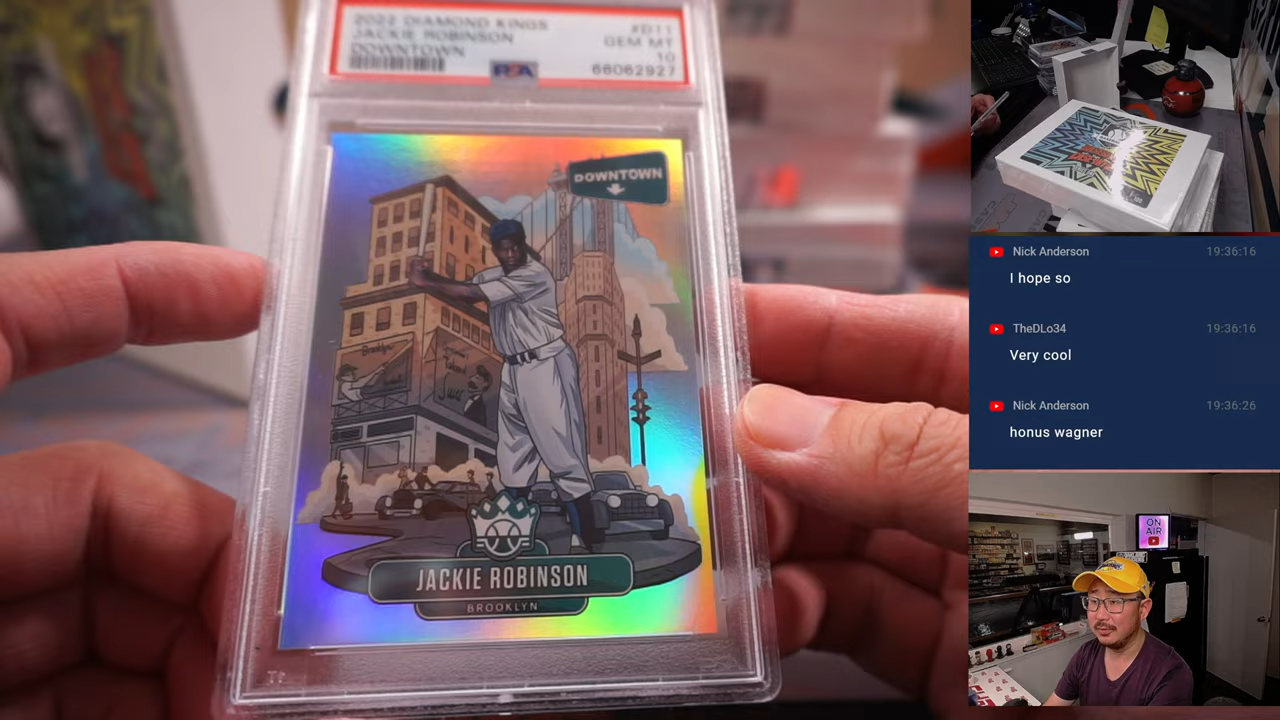 2022 DIAMOND KINGS #D11
JACKIE ROBINSON GEM MT
DOWNTOWN 10
PSA 66062927
DOWNTOWN
Brooklyn
JACKIE ROBINSON
BROOKLYN
Nick Anderson 19:36:16
I hope so
TheDLo34 19:36:16
Very cool
Nick Anderson 19:36:26
honus wagner
ON
AIR